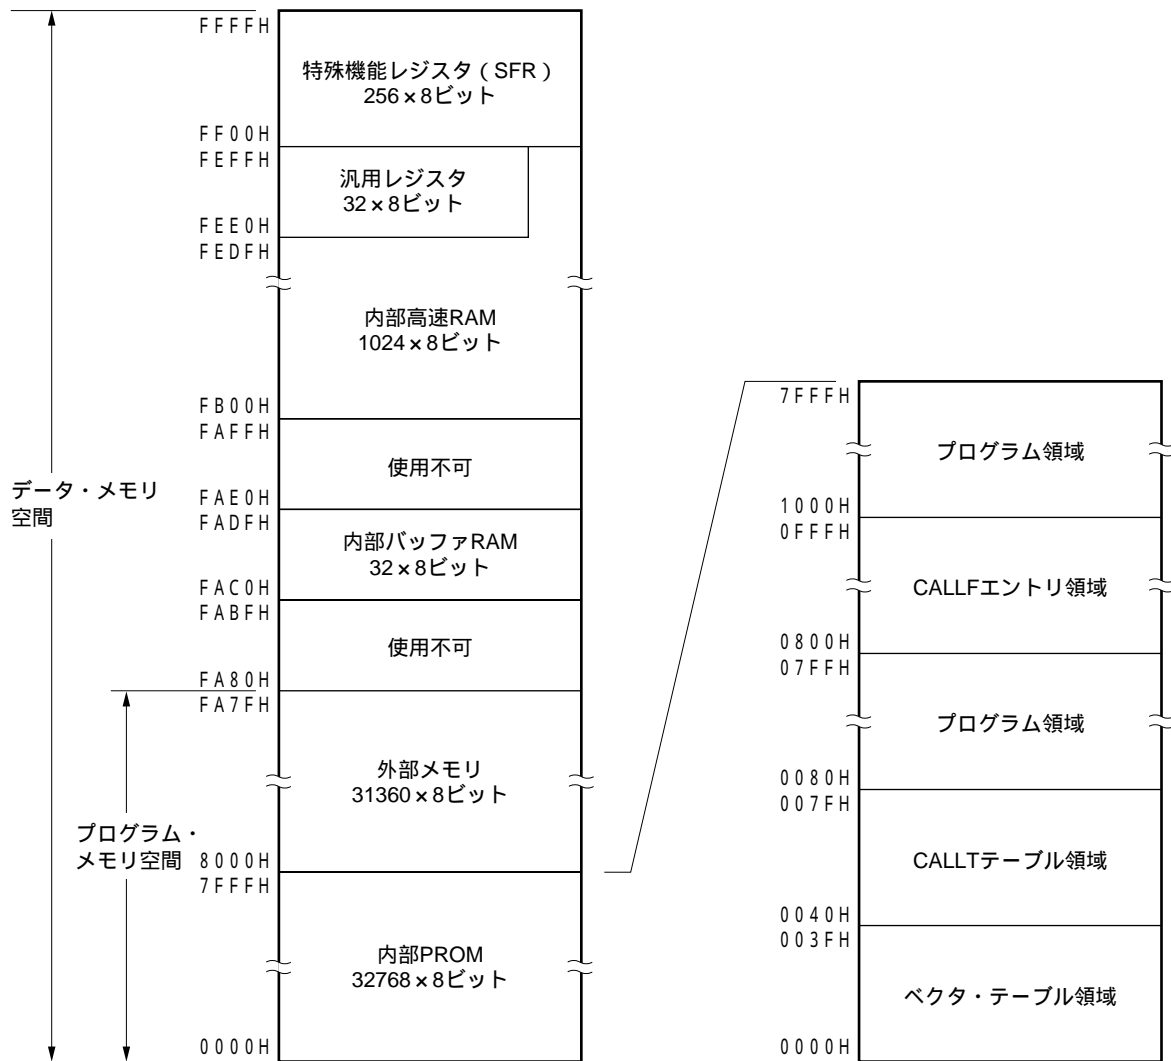 FFFFH
特殊機能レジスタ（SFR）
256×8ビット
FF00H
FEFFH
汎用レジスタ
32×8ビット
FEE0H
FEDFH
内部高速RAM
1024×8ビット
FB00H
FAFFH
使用不可
データ・メモリ
空間
FAE0H
FADFH
内部バッファRAM
32×8ビット
FAC0H
FABFH
使用不可
FA80H
FA7FH
外部メモリ
31360×8ビット
プログラム・
メモリ空間
8000H
7FFFH
内部PROM
32768×8ビット
0000H
7FFFH
プログラム領域
1000H
0FFFH
CALLFエントリ領域
0800H
07FFH
プログラム領域
0080H
007FH
CALLTテーブル領域
0040H
003FH
ベクタ・テーブル領域
0000H